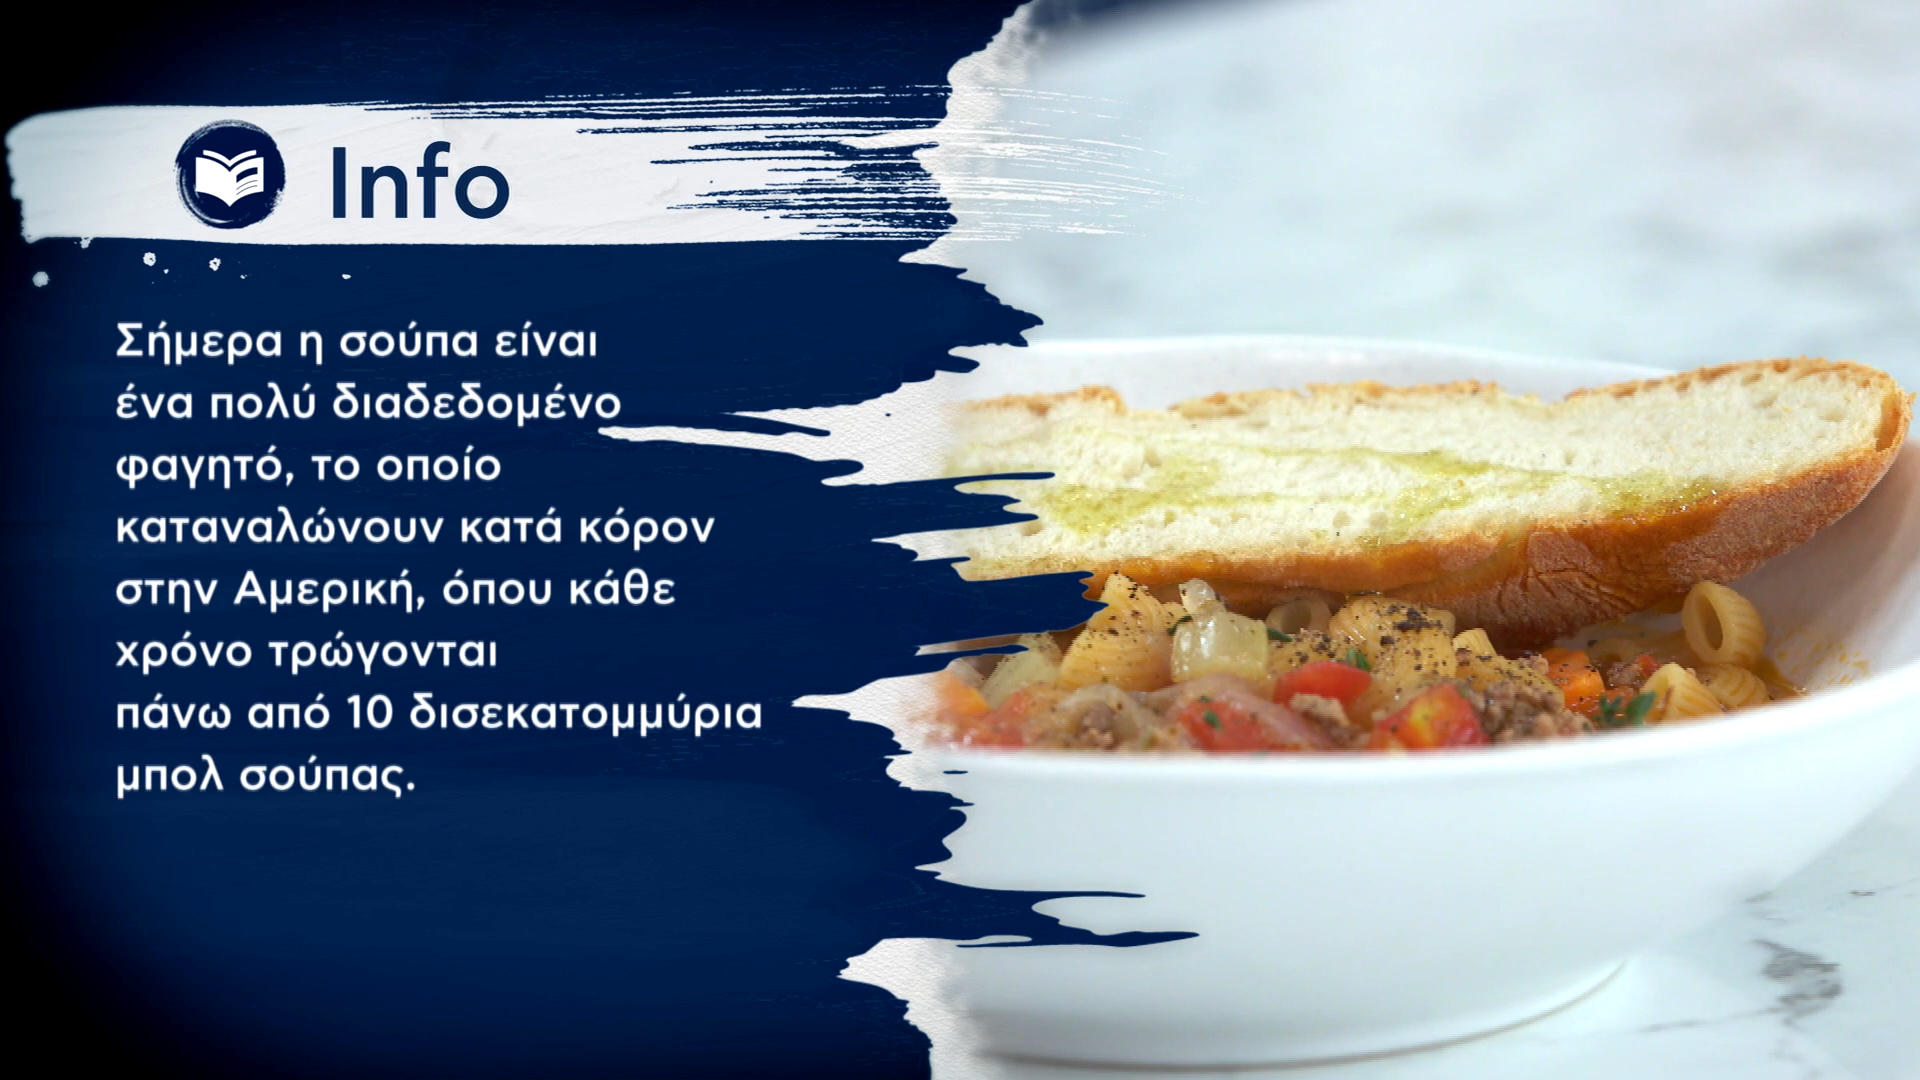 Info
Σήμερα η σούπα είναι
ένα πολύ διαδεδομένο
φαγητό, το οποίο
καταναλώνουν κατά κόρον
στην Αμερική, όπου κάθε
χρόνο τρώγονται
πάνω από 10 δισεκατομμύρια
μπολ σούπας.